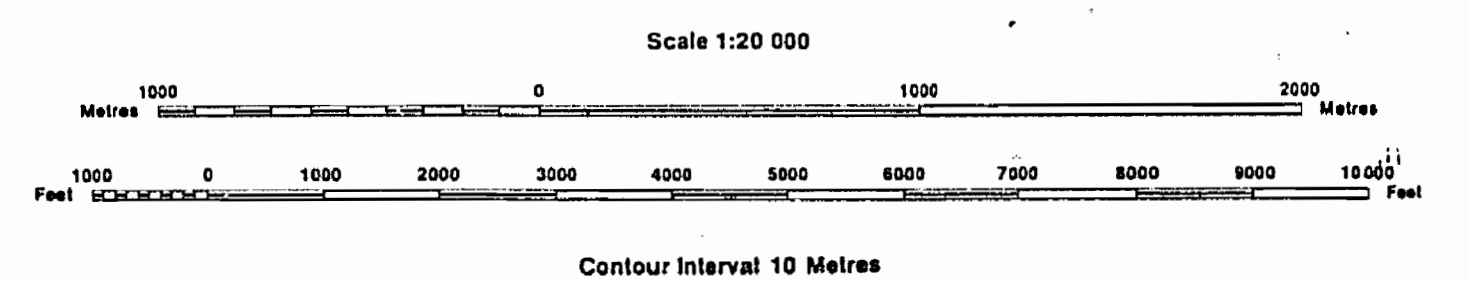 Scale 1:20 000
1000 0 1000 2000
Metres Metres
1000 0 1000 2000 3000 4000 5000 6000 7000 8000 9000 10000
Feet Feet
Contour Interval 10 Metres